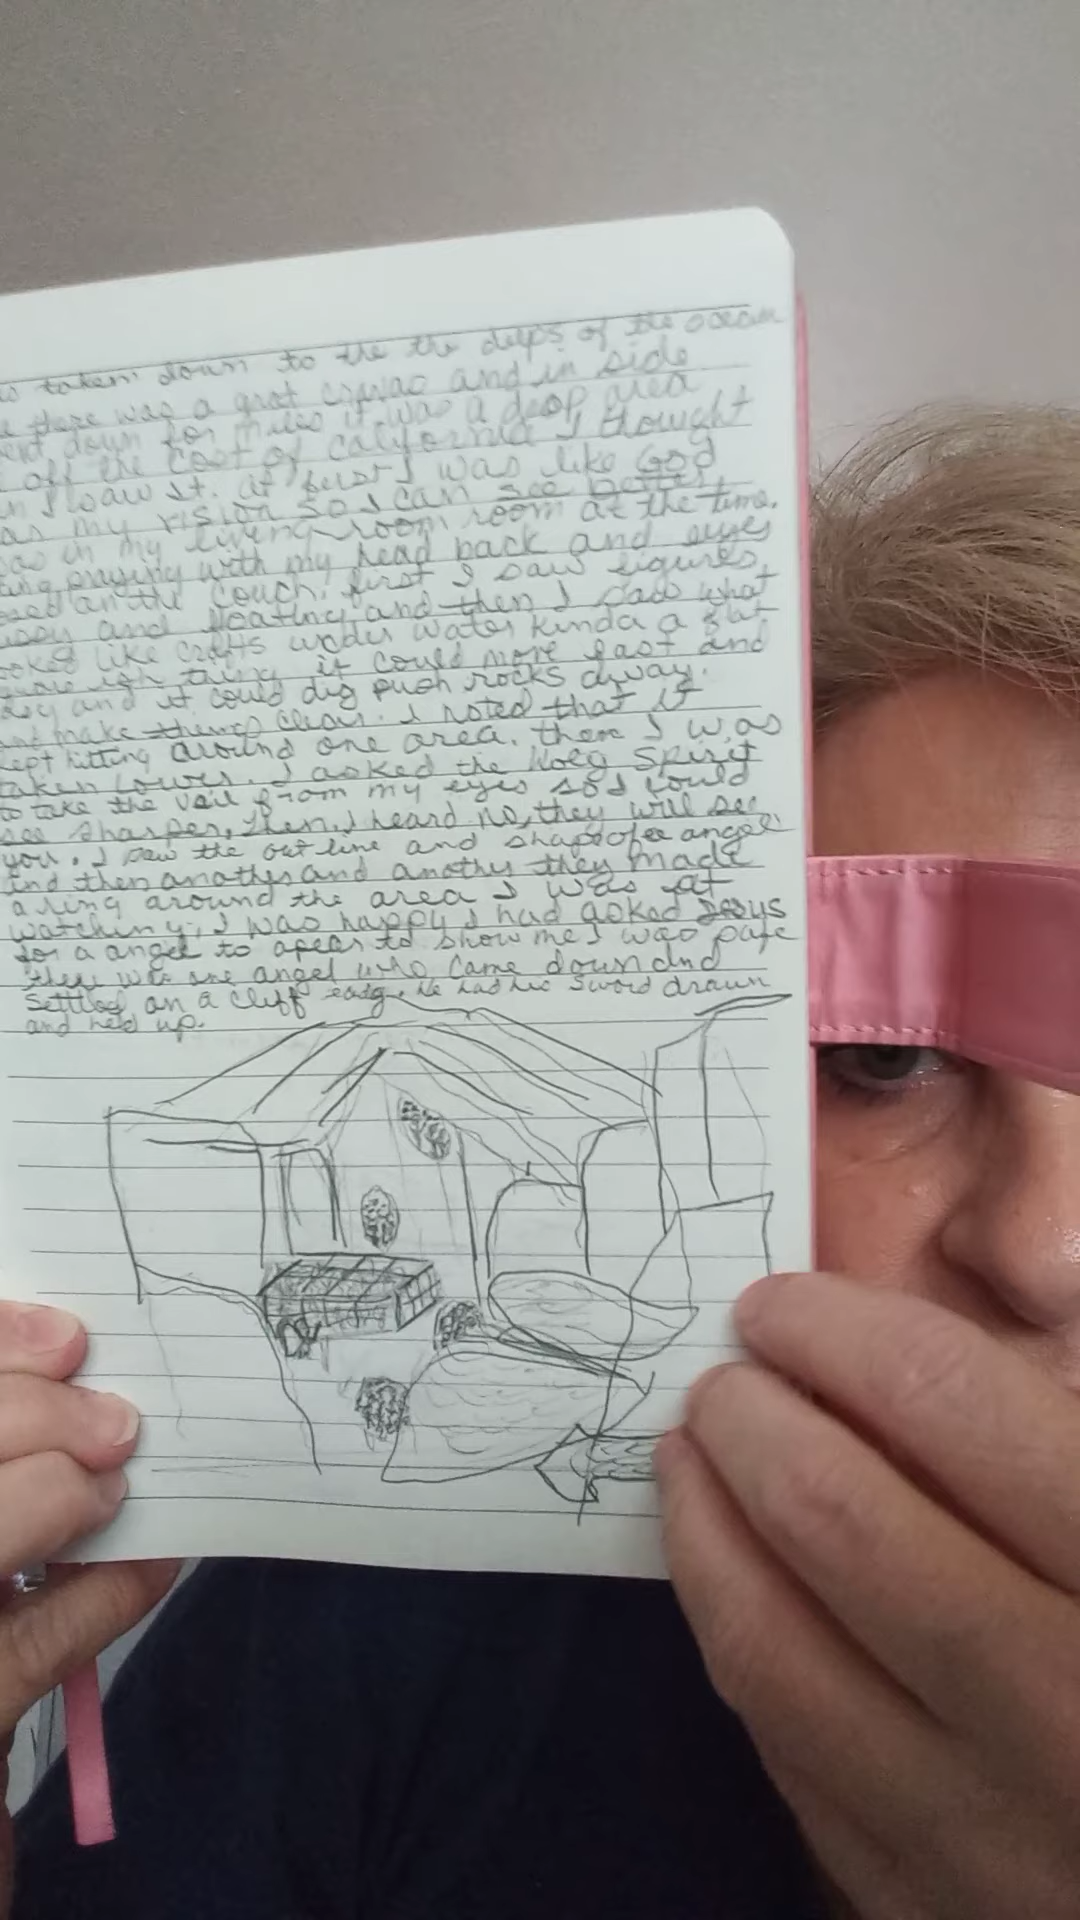 taken down to the the deeps of the ocean
there was a grat cravac and in side
down for miles it was a deep area
off the cost of California I thought
I saw it. at first I was like God
my vision so I can see better
in my living room room at the time.
praying with my head back and eyes
on the couch, first I saw figures,
and floating, and then I saw what
like crafts under water kinda a flat
thing it could move fast and
and it could dig push rocks away.
and make things clear. I noted that it
kept hitting around one area. then I was
taken lower. I asked the Holy Spirit
to take the vail from my eyes so I could
see sharper, then I heard no, they will see
you. I saw the out line and shape of an angel
and then another and another they made
a ring around the area I was at
watching, I was happy I had asked Jesus
for a angel to apear to show me I was safe
there was one angel who came down and
settled on a cliff eadg. He had his sword drawn
and held up.